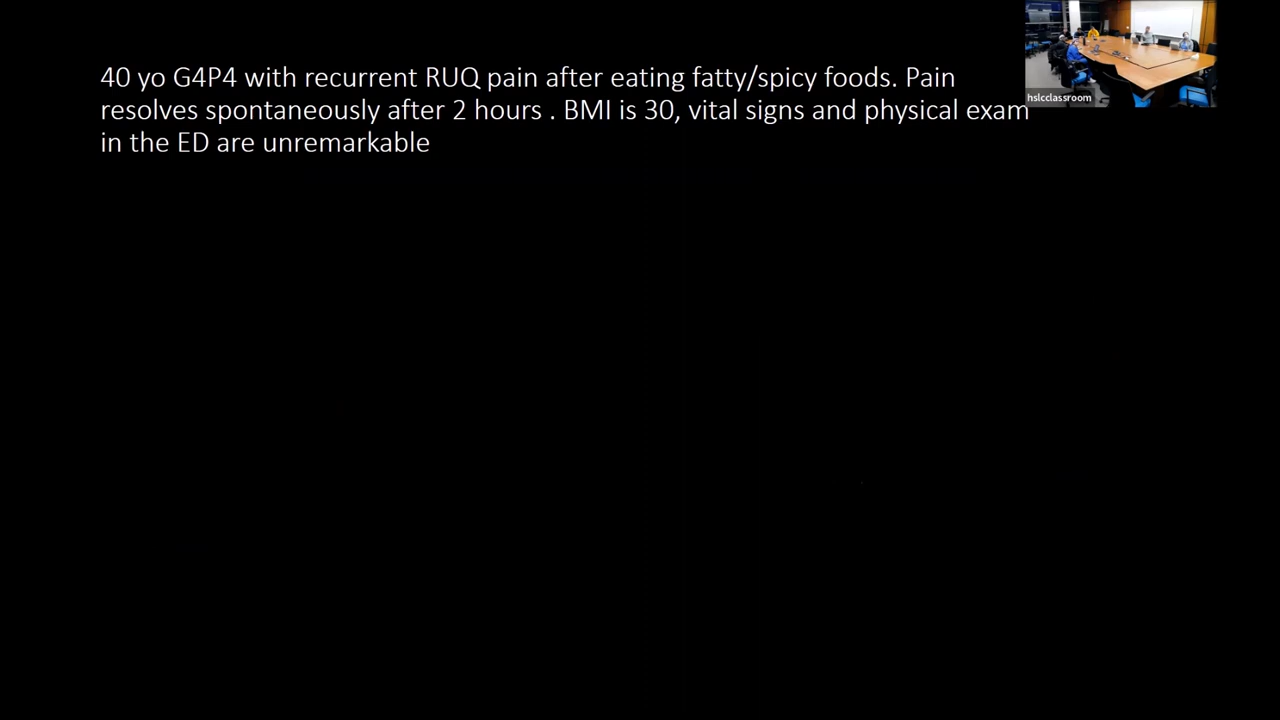 40 yo G4P4 with recurrent RUQ pain after eating fatty/spicy foods. Pain
resolves spontaneously after 2 hours . BMI is 30, vital signs and physical exam
in the ED are unremarkable
hslcclassroom